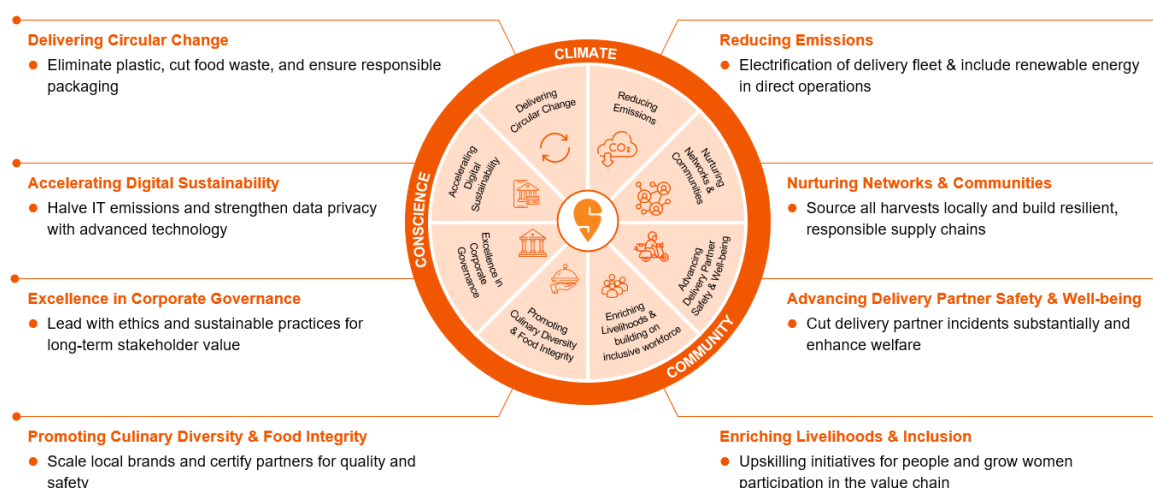 Delivering Circular Change
Eliminate plastic, cut food waste, and ensure responsible
packaging
Accelerating Digital Sustainability
Halve IT emissions and strengthen data privacy
with advanced technology
Excellence in Corporate Governance
Lead with ethics and sustainable practices for
long-term stakeholder value
Promoting Culinary Diversity & Food Integrity
Scale local brands and certify partners for quality and
safety
CLIMATE
CONSCIENCE
COMMUNITY
Delivering
Circular Change
Reducing
Emissions
CO2
Nurturing
Networks &
Communities
Advancing
Delivery Partner
Safety & Well-being
Enriching
Livelihoods &
building on
inclusive workforce
Promoting
Culinary Diversity
& Food Integrity
Excellence in
Corporate
Governance
Accelerating
Digital
Sustainability
Reducing Emissions
Electrification of delivery fleet & include renewable energy
in direct operations
Nurturing Networks & Communities
Source all harvests locally and build resilient,
responsible supply chains
Advancing Delivery Partner Safety & Well-being
Cut delivery partner incidents substantially and
enhance welfare
Enriching Livelihoods & Inclusion
Upskilling initiatives for people and grow women
participation in the value chain